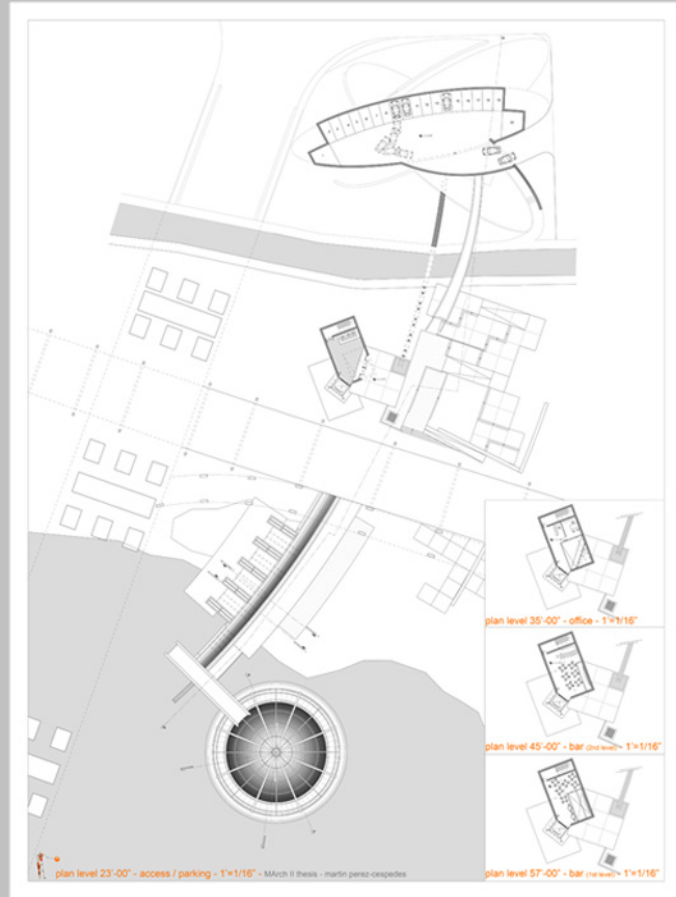 plan level 35'-00" - office - 1'=1/16"
plan level 45'-00" - bar (2nd level) - 1'=1/16"
plan level 57'-00" - bar (1st level) - 1'=1/16"
plan level 23'-00" - access / parking - 1'=1/16" - MArch II thesis - martin perez-cespedes